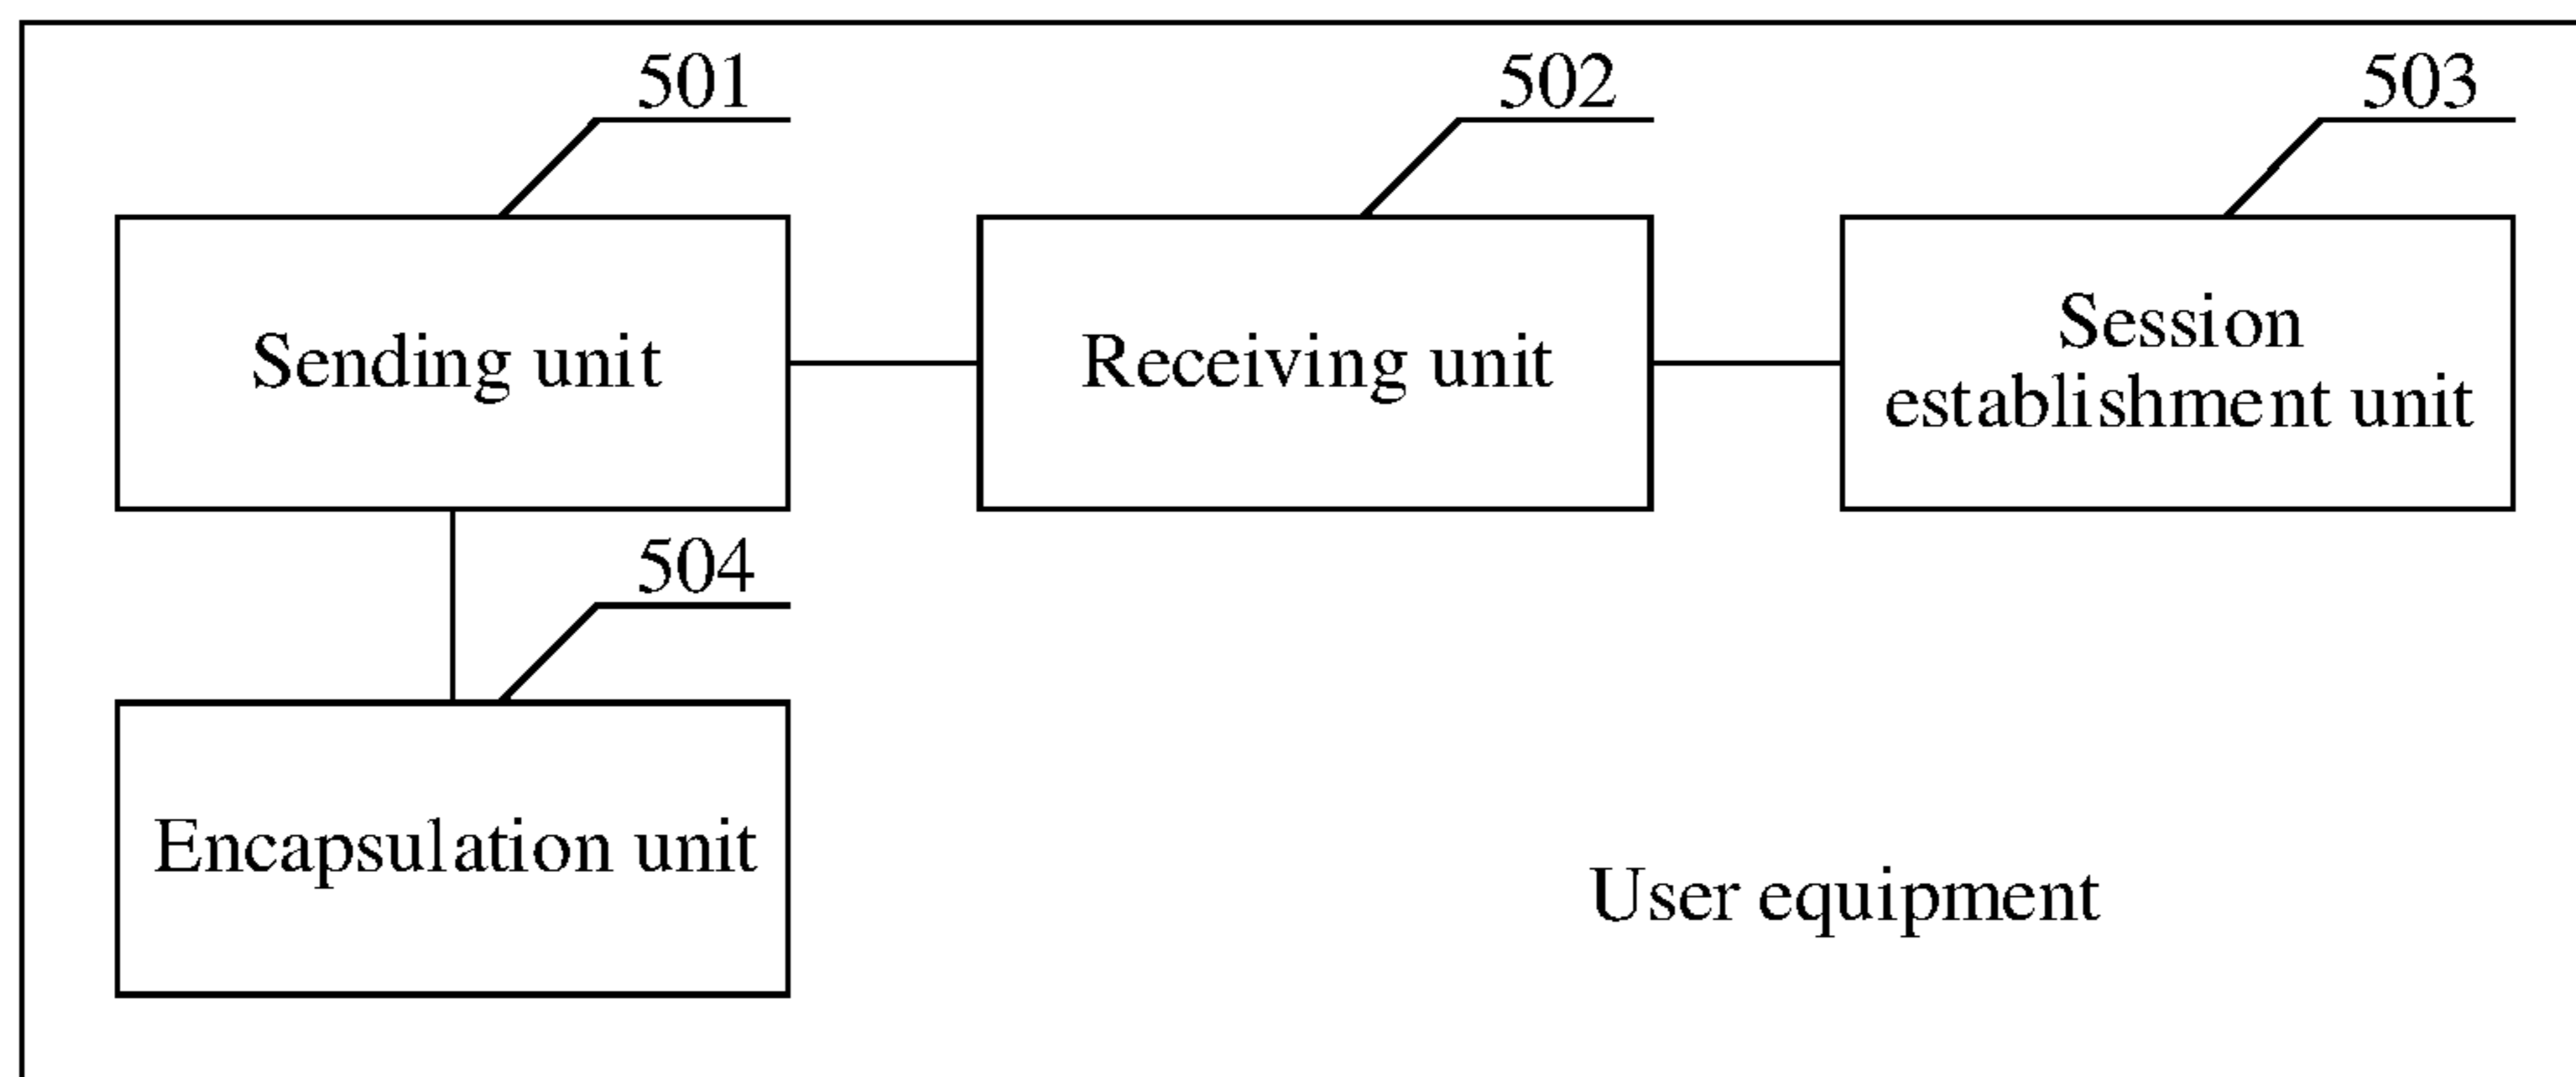 501
502
503
Sending unit
Receiving unit
Session
establishment unit
504
Encapsulation unit
User equipment